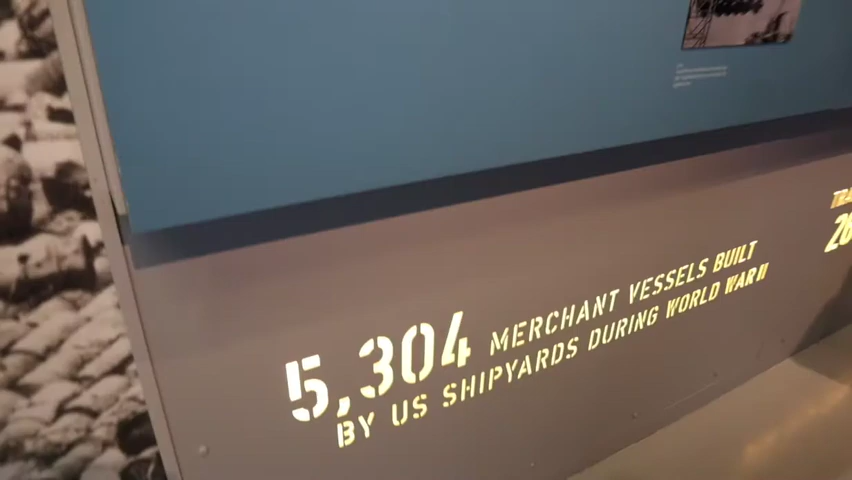 5,304 MERCHANT VESSELS BUILT
BY US SHIPYARDS DURING WORLD WAR II